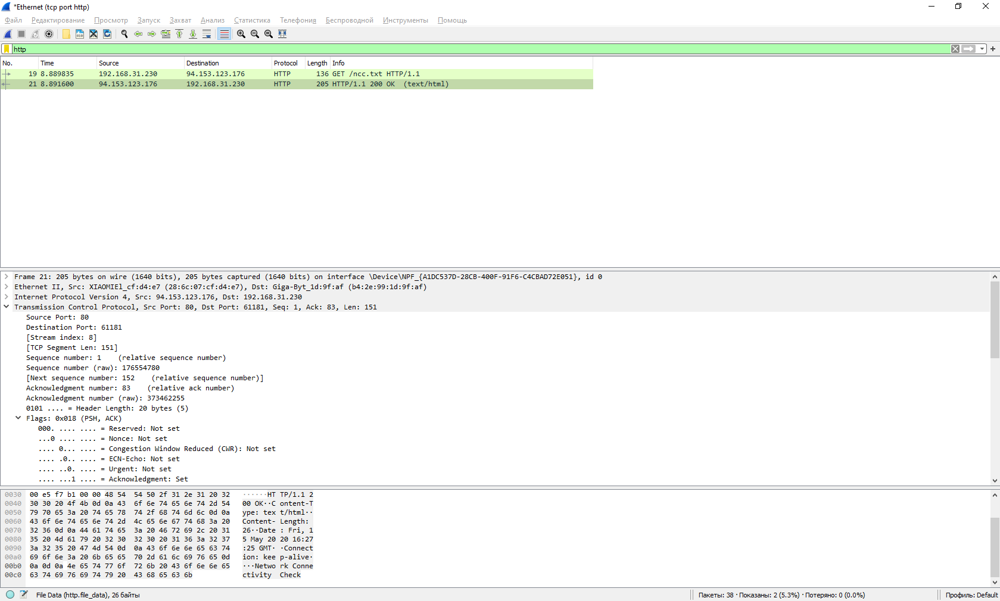 *Ethernet (tcp port http)
Файл Редактирование Просмотр Запуск Захват Анализ Статистика Телефония Беспроводной Инструменты Помощь
http
No. Time Source Destination Protocol Length Info
19 8.889835 192.168.31.230 94.153.123.176 HTTP 136 GET /ncc.txt HTTP/1.1
21 8.891600 94.153.123.176 192.168.31.230 HTTP 205 HTTP/1.1 200 OK (text/html)
Frame 21: 205 bytes on wire (1640 bits), 205 bytes captured (1640 bits) on interface \Device\NPF_{A1DC537D-28CB-400F-91F6-C4CBAD72E051}, id 0
Ethernet II, Src: XIAOMIEl_cf:d4:e7 (28:6c:07:cf:d4:e7), Dst: Giga-Byt_1d:9f:af (b4:2e:99:1d:9f:af)
Internet Protocol Version 4, Src: 94.153.123.176, Dst: 192.168.31.230
Transmission Control Protocol, Src Port: 80, Dst Port: 61181, Seq: 1, Ack: 83, Len: 151
Source Port: 80
Destination Port: 61181
[Stream index: 8]
[TCP Segment Len: 151]
Sequence number: 1 (relative sequence number)
Sequence number (raw): 176554780
[Next sequence number: 152 (relative sequence number)]
Acknowledgment number: 83 (relative ack number)
Acknowledgment number (raw): 373462255
0101 .... = Header Length: 20 bytes (5)
Flags: 0x018 (PSH, ACK)
000. .... .... = Reserved: Not set
...0 .... .... = Nonce: Not set
.... 0... .... = Congestion Window Reduced (CWR): Not set
.... .0.. .... = ECN-Echo: Not set
.... ..0. .... = Urgent: Not set
.... ...1 .... = Acknowledgment: Set
0030 00 e5 f7 b1 00 00 48 54 54 50 2f 31 2e 31 20 32 ······HT TP/1.1 2
0040 30 30 20 4f 4b 0d 0a 43 6f 6e 74 65 6e 74 2d 54 00 OK··C ontent-T
0050 79 70 65 3a 20 74 65 78 74 2f 68 74 6d 6c 0d 0a ype: tex t/html··
0060 43 6f 6e 74 65 6e 74 2d 4c 65 6e 67 74 68 3a 20 Content- Length:
0070 32 36 0d 0a 44 61 74 65 3a 20 46 72 69 2c 20 31 26··Date : Fri, 1
0080 35 20 4d 61 79 20 32 30 32 30 20 31 36 3a 32 37 5 May 20 20 16:27
0090 3a 32 35 20 47 4d 54 0d 0a 43 6f 6e 6e 65 63 74 :25 GMT· ·Connect
00a0 69 6f 6e 3a 20 6b 65 65 70 2d 61 6c 69 76 65 0d ion: kee p-alive·
00b0 0a 0d 0a 4e 65 74 77 6f 72 6b 20 43 6f 6e 6e 65 ···Netwo rk Conne
00c0 63 74 69 76 69 74 79 20 43 68 65 63 6b ctivity Check
File Data (http.file_data), 26 байты Пакеты: 38 · Показаны: 2 (5.3%) · Потеряно: 0 (0.0%) Профиль: Default